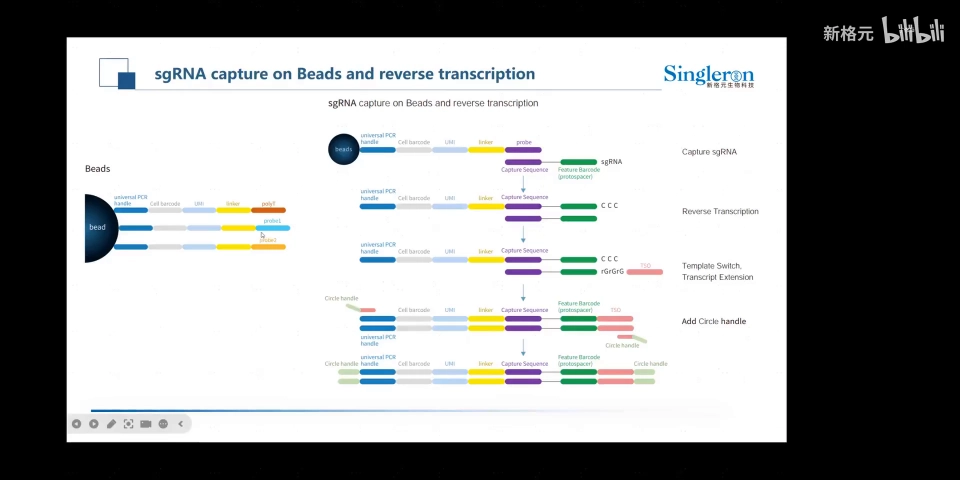 新格元 bilibili
sgRNA capture on Beads and reverse transcription
Singleron
新格元生物科技
sgRNA capture on Beads and reverse transcription
Beads
universal PCR
handle
Cell barcode
UMI
linker
polyT
bead
probe1
probe2
universal PCR
handle
Cell barcode
UMI
linker
probe
beads
sgRNA
Capture Sequence
Feature Barcode
(protospacer)
Capture sgRNA
universal PCR
handle
Cell barcode
UMI
linker
Capture Sequence
C C C
Reverse Transcription
universal PCR
handle
Cell barcode
UMI
linker
Capture Sequence
C C C
rGrGrG
TSO
Template Switch,
Transcript Extension
Circle handle
Cell barcode
UMI
linker
Capture Sequence
Feature Barcode
(protospacer)
TSO
universal PCR
handle
Circle handle
Add Circle handle
Circle handle
universal PCR
handle
Cell barcode
UMI
linker
Capture Sequence
Feature Barcode
(protospacer)
Circle handle